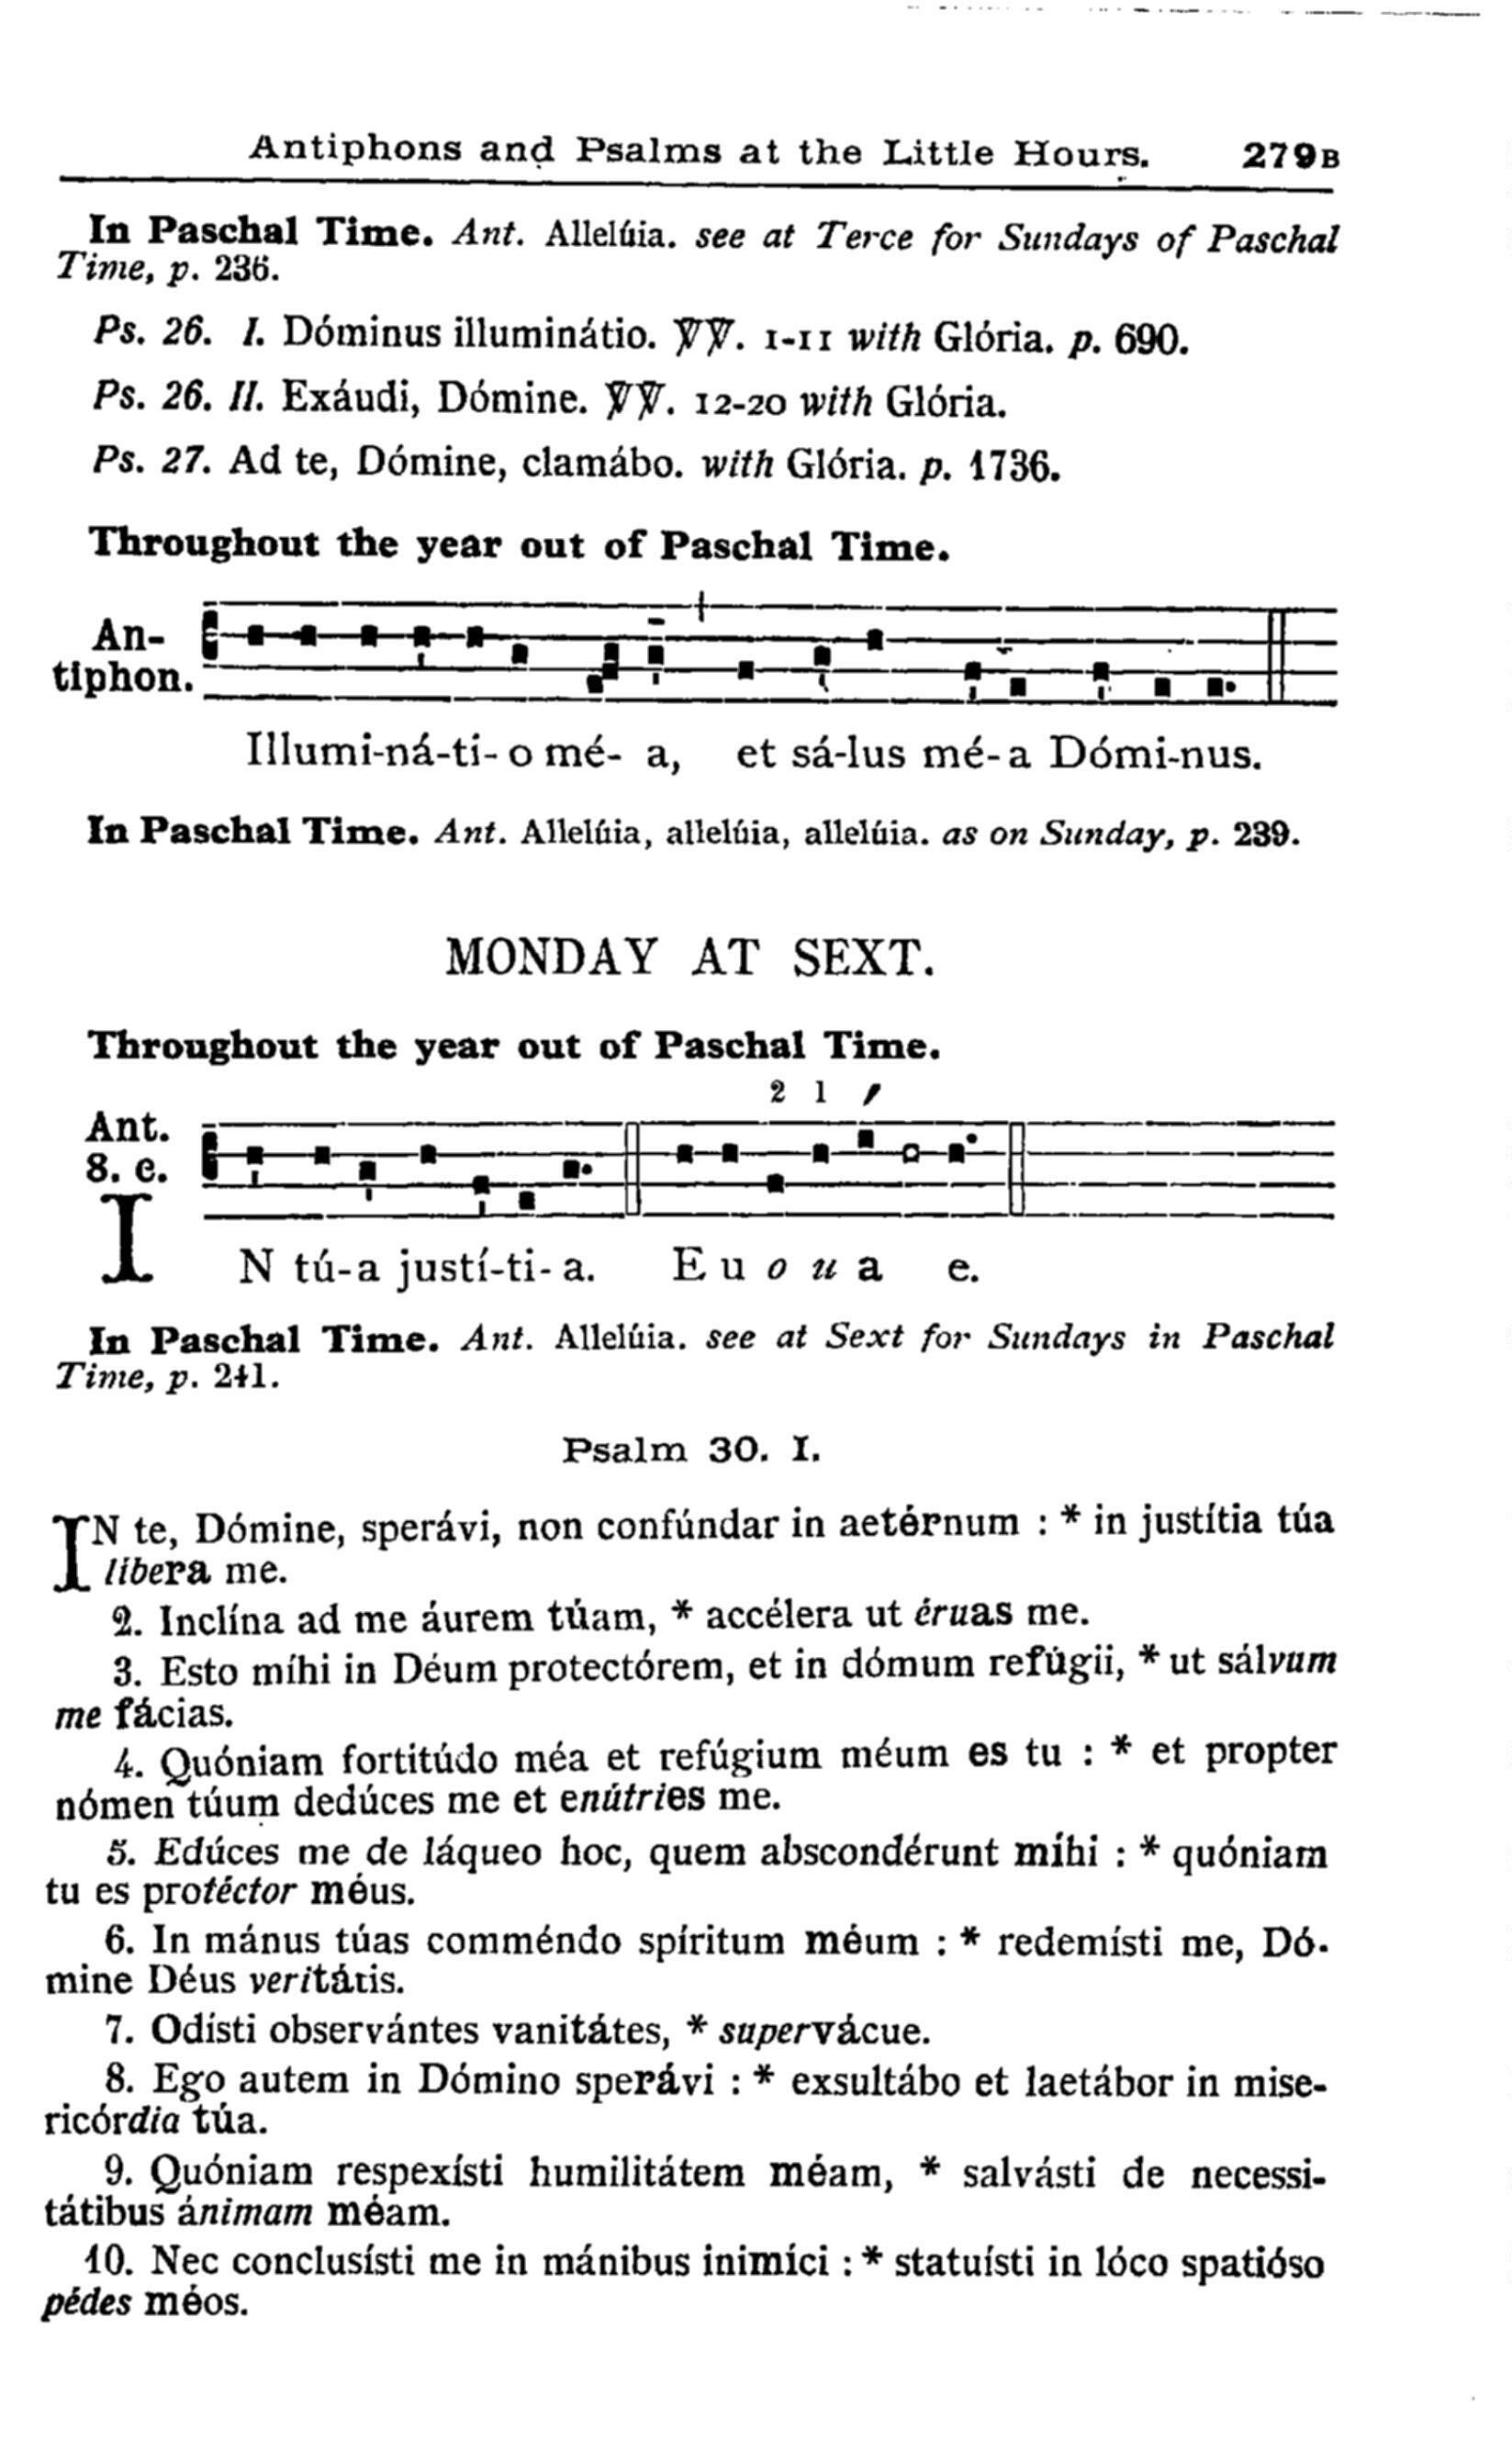 Antiphons and Psalms at the Little Hours. 279B
In Paschal Time. Ant. Allelúia. see at Terce for Sundays of Paschal
Time, p. 236.
Ps. 26. I. Dóminus illuminátio. ℣℣. 1-11 with Glória. p. 690.
Ps. 26. II. Exáudi, Dómine. ℣℣. 12-20 with Glória.
Ps. 27. Ad te, Dómine, clamábo. with Glória. p. 1736.
Throughout the year out of Paschal Time.
An-
tiphon.
Illumi-ná-ti- o mé- a, et sá-lus mé- a Dómi-nus.
In Paschal Time. Ant. Allelúia, allelúia, allelúia. as on Sunday, p. 239.
MONDAY AT SEXT.
Throughout the year out of Paschal Time.
2 1
Ant.
8. c.
IN tú-a justí-ti- a. E u o u a e.
In Paschal Time. Ant. Allelúia. see at Sext for Sundays in Paschal
Time, p. 241.
Psalm 30. I.
IN te, Dómine, sperávi, non confúndar in aetérnum : * in justítia túa
líbera me.
2. Inclína ad me áurem túam, * accélera ut éruas me.
3. Esto míhi in Déum protectórem, et in dómum refúgii, * ut sálvum
me fácias.
4. Quóniam fortitúdo méa et refúgium méum es tu : * et propter
nómen túum dedúces me et enútries me.
5. Edúces me de láqueo hoc, quem abscondérunt míhi : * quóniam
tu es protéctor méus.
6. In mánus túas comméndo spíritum méum : * redemísti me, Dó-
mine Déus veritátis.
7. Odísti observántes vanitátes, * supervácue.
8. Ego autem in Dómino sperávi : * exsultábo et laetábor in mise-
ricórdia túa.
9. Quóniam respexísti humilitátem méam, * salvásti de necessi-
tátibus ánimam méam.
10. Nec conclusísti me in mánibus inimíci : * statuísti in lóco spatióso
pédes méos.